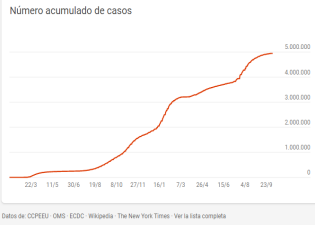 Número acumulado de casos
5.000.000
4.000.000
3.000.000
2.000.000
1.000.000
0
22/3 11/5 30/6 19/8 8/10 27/11 16/1 7/3 26/4 15/6 4/8 23/9
Datos de: CCPEEU · OMS · ECDC · Wikipedia · The New York Times · Ver la lista completa